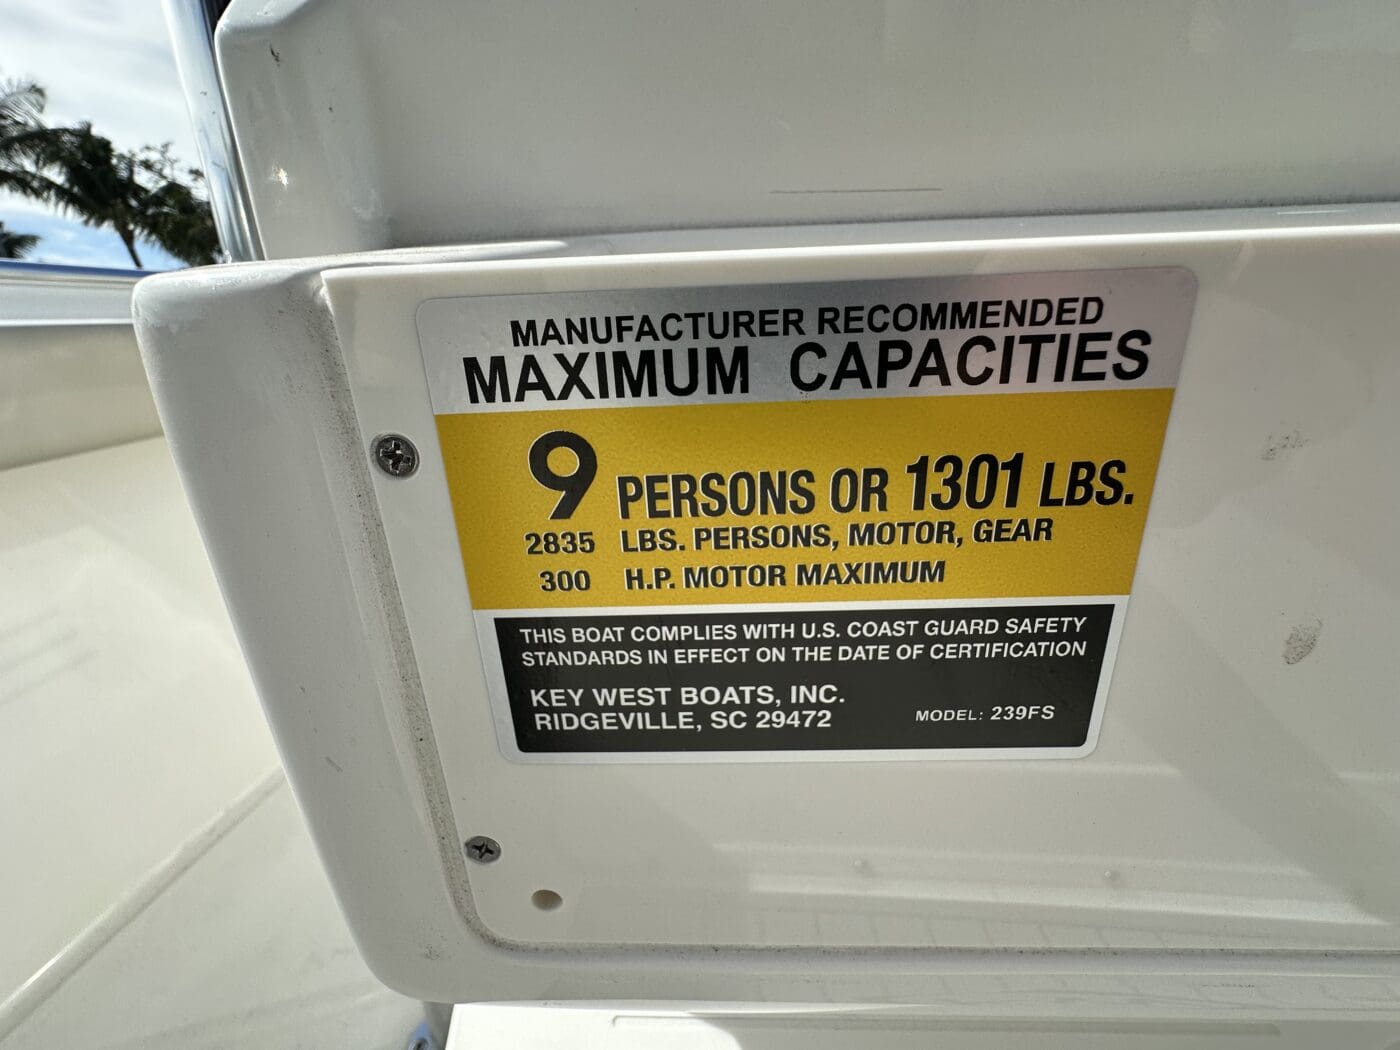 MANUFACTURER RECOMMENDED
MAXIMUM CAPACITIES
9 PERSONS OR 1301 LBS.
2835 LBS. PERSONS, MOTOR, GEAR
300 H.P. MOTOR MAXIMUM
THIS BOAT COMPLIES WITH U.S. COAST GUARD SAFETY
STANDARDS IN EFFECT ON THE DATE OF CERTIFICATION
KEY WEST BOATS, INC.
RIDGEVILLE, SC 29472 MODEL: 239FS